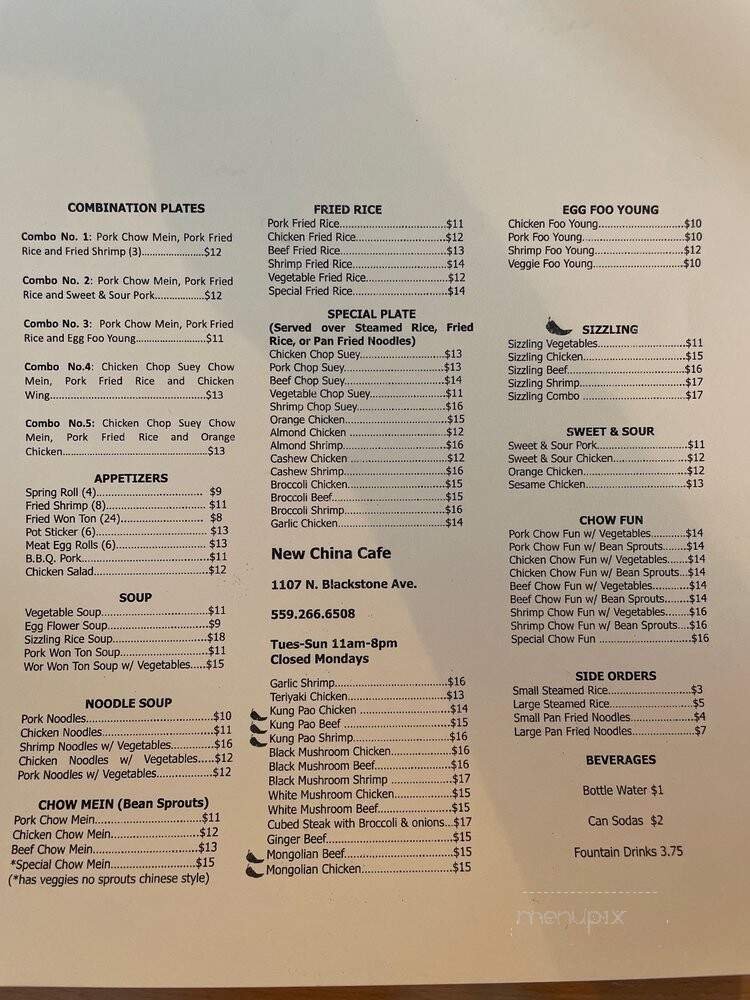 COMBINATION PLATES
Combo No. 1: Pork Chow Mein, Pork Fried
Rice and Fried Shrimp (3)......................$12
Combo No. 2: Pork Chow Mein, Pork Fried
Rice and Sweet & Sour Pork.................$12
Combo No. 3: Pork Chow Mein, Pork Fried
Rice and Egg Foo Young........................$11
Combo No.4: Chicken Chop Suey Chow
Mein, Pork Fried Rice and Chicken
Wing.....................................................$13
Combo No.5: Chicken Chop Suey Chow
Mein, Pork Fried Rice and Orange
Chicken.................................................$13
APPETIZERS
Spring Roll (4)................................ $9
Fried Shrimp (8)............................... $11
Fried Won Ton (24)......................... $8
Pot Sticker (6).................................. $13
Meat Egg Rolls (6)........................... $13
B.B.Q. Pork.......................................$11
Chicken Salad...................................$12
SOUP
Vegetable Soup................................$11
Egg Flower Soup..............................$9
Sizzling Rice Soup............................$18
Pork Won Ton Soup.........................$11
Wor Won Ton Soup w/ Vegetables.....$15
NOODLE SOUP
Pork Noodles......................................$10
Chicken Noodles.................................$11
Shrimp Noodles w/ Vegetables.............$16
Chicken Noodles w/ Vegetables.....$12
Pork Noodles w/ Vegetables................$12
CHOW MEIN (Bean Sprouts)
Pork Chow Mein................................$11
Chicken Chow Mein...........................$12
Beef Chow Mein................................$13
*Special Chow Mein...........................$15
(*has veggies no sprouts chinese style)
FRIED RICE
Pork Fried Rice................................$11
Chicken Fried Rice...........................$12
Beef Fried Rice................................$13
Shrimp Fried Rice............................$14
Vegetable Fried Rice........................$12
Special Fried Rice............................$14
SPECIAL PLATE
(Served over Steamed Rice, Fried
Rice, or Pan Fried Noodles)
Chicken Chop Suey.........................$13
Pork Chop Suey..............................$13
Beef Chop Suey..............................$14
Vegetable Chop Suey......................$11
Shrimp Chop Suey..........................$16
Orange Chicken..............................$15
Almond Chicken .............................$12
Almond Shrimp...............................$16
Cashew Chicken .............................$12
Cashew Shrimp...............................$16
Broccoli Chicken.............................$15
Broccoli Beef..................................$15
Broccoli Shrimp..............................$16
Garlic Chicken................................$14
New China Cafe
1107 N. Blackstone Ave.
559.266.6508
Tues-Sun 11am-8pm
Closed Mondays
Garlic Shrimp..................................$16
Teriyaki Chicken..............................$13
Kung Pao Chicken ...........................$14
Kung Pao Beef ................................$15
Kung Pao Shrimp.............................$16
Black Mushroom Chicken..................$16
Black Mushroom Beef.......................$16
Black Mushroom Shrimp ..................$17
White Mushroom Chicken.................$15
White Mushroom Beef......................$15
Cubed Steak with Broccoli & onions...$17
Ginger Beef......................................$15
Mongolian Beef.................................$15
Mongolian Chicken............................$15
EGG FOO YOUNG
Chicken Foo Young..........................$10
Pork Foo Young...............................$10
Shrimp Foo Young...........................$12
Veggie Foo Young...........................$10
SIZZLING
Sizzling Vegetables..........................$11
Sizzling Chicken...............................$15
Sizzling Beef...................................$16
Sizzling Shrimp................................$17
Sizzling Combo ...............................$17
SWEET & SOUR
Sweet & Sour Pork...........................$11
Sweet & Sour Chicken......................$12
Orange Chicken...............................$12
Sesame Chicken..............................$13
CHOW FUN
Pork Chow Fun w/ Vegetables...........$14
Pork Chow Fun w/ Bean Sprouts.......$14
Chicken Chow Fun w/ Vegetables......$14
Chicken Chow Fun w/ Bean Sprouts...$14
Beef Chow Fun w/ Vegetables...........$14
Beef Chow Fun w/ Bean Sprouts........$14
Shrimp Chow Fun w/ Vegetables.......$16
Shrimp Chow Fun w/ Bean Sprouts....$16
Special Chow Fun .................................$16
SIDE ORDERS
Small Steamed Rice.........................$3
Large Steamed Rice.........................$5
Small Pan Fried Noodles...................$4
Large Pan Fried Noodles...................$7
BEVERAGES
Bottle Water $1
Can Sodas $2
Fountain Drinks 3.75
menupix